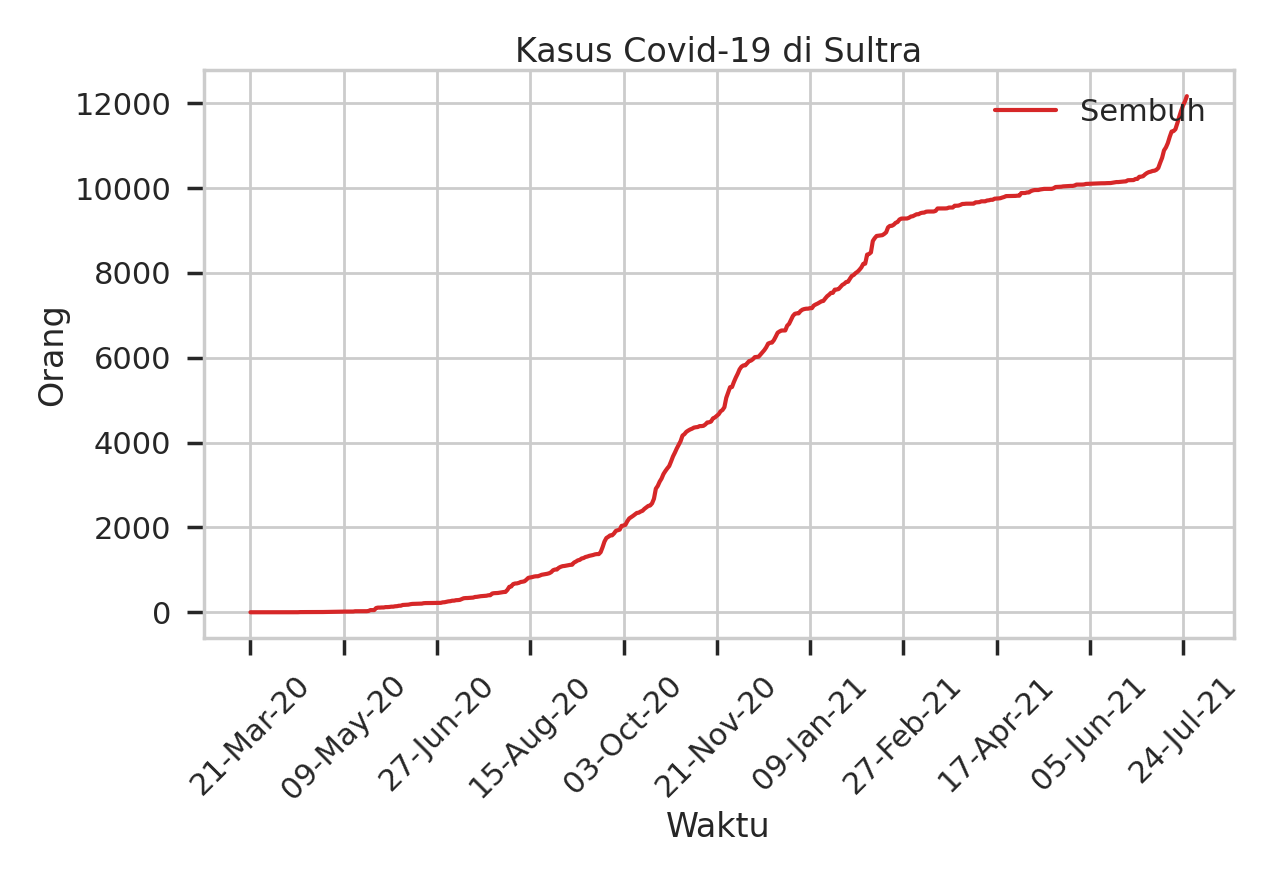 Kasus Covid-19 di Sultra
Sembuh
Orang
12000
10000
8000
6000
4000
2000
0
21-Mar-20
09-May-20
27-Jun-20
15-Aug-20
03-Oct-20
21-Nov-20
09-Jan-21
27-Feb-21
17-Apr-21
05-Jun-21
24-Jul-21
Waktu